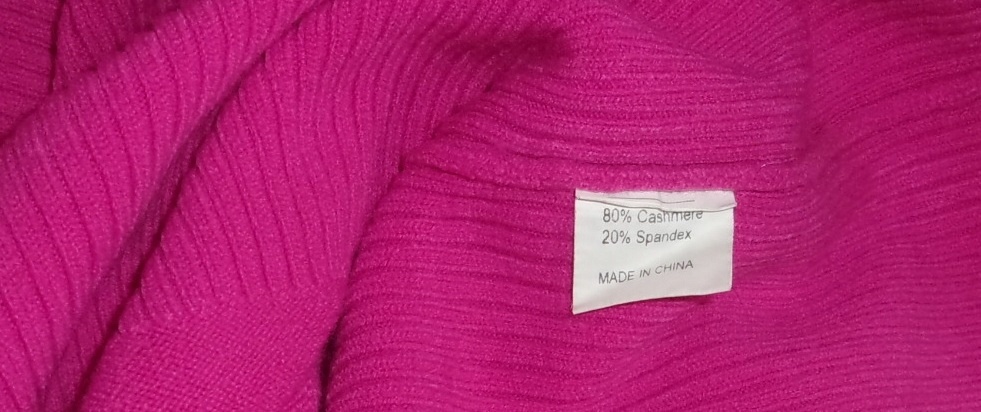 80% Cashmere
20% Spandex
MADE IN CHINA